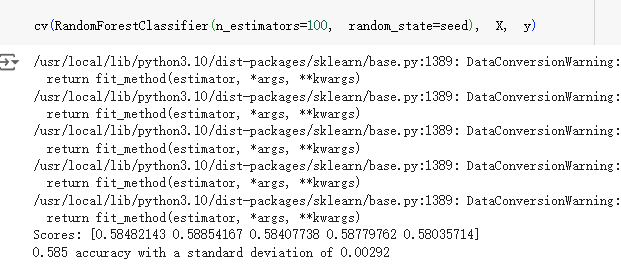 cv(RandomForestClassifier(n_estimators=100, random_state=seed), X, y)
/usr/local/lib/python3.10/dist-packages/sklearn/base.py:1389: DataConversionWarning:
return fit_method(estimator, *args, **kwargs)
/usr/local/lib/python3.10/dist-packages/sklearn/base.py:1389: DataConversionWarning:
return fit_method(estimator, *args, **kwargs)
/usr/local/lib/python3.10/dist-packages/sklearn/base.py:1389: DataConversionWarning:
return fit_method(estimator, *args, **kwargs)
/usr/local/lib/python3.10/dist-packages/sklearn/base.py:1389: DataConversionWarning:
return fit_method(estimator, *args, **kwargs)
/usr/local/lib/python3.10/dist-packages/sklearn/base.py:1389: DataConversionWarning:
return fit_method(estimator, *args, **kwargs)
Scores: [0.58482143 0.58854167 0.58407738 0.58779762 0.58035714]
0.585 accuracy with a standard deviation of 0.00292